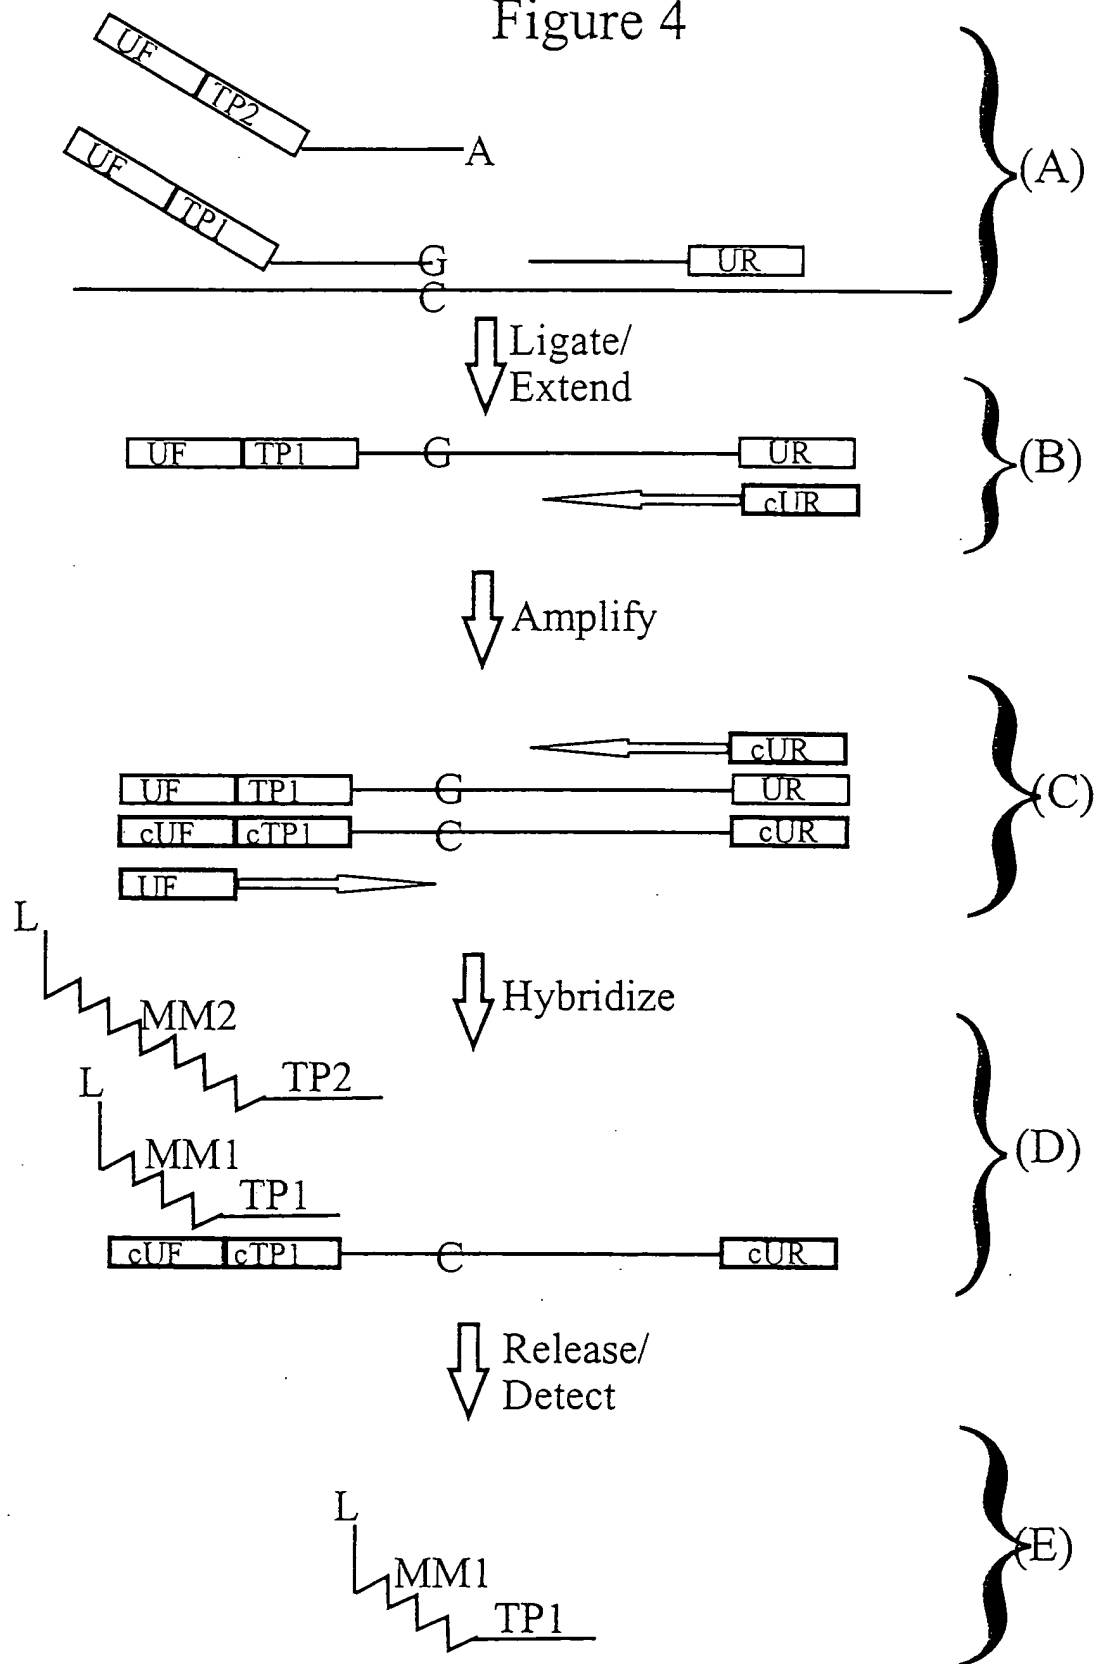 Figure 4
UF TP2
A
UF TP1
G
UR
C
(A)
Ligate/
Extend
UF TP1 G UR
cUR
(B)
Amplify
cUR
UF TP1 G UR
cUF cTP1 C cUR
UF
(C)
L
Hybridize
MM2
TP2
L
MM1
TP1
cUF cTP1 C cUR
(D)
Release/
Detect
L
MM1
TP1
(E)